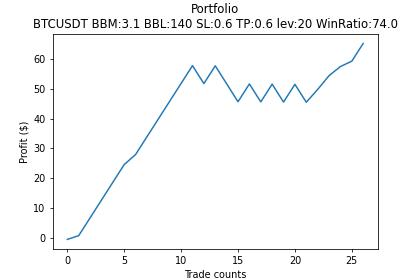 Portfolio
BTCUSDT BBM:3.1 BBL:140 SL:0.6 TP:0.6 lev:20 WinRatio:74.0
60
50
40
30
20
10
0
Profit ($)
0 5 10 15 20 25
Trade counts